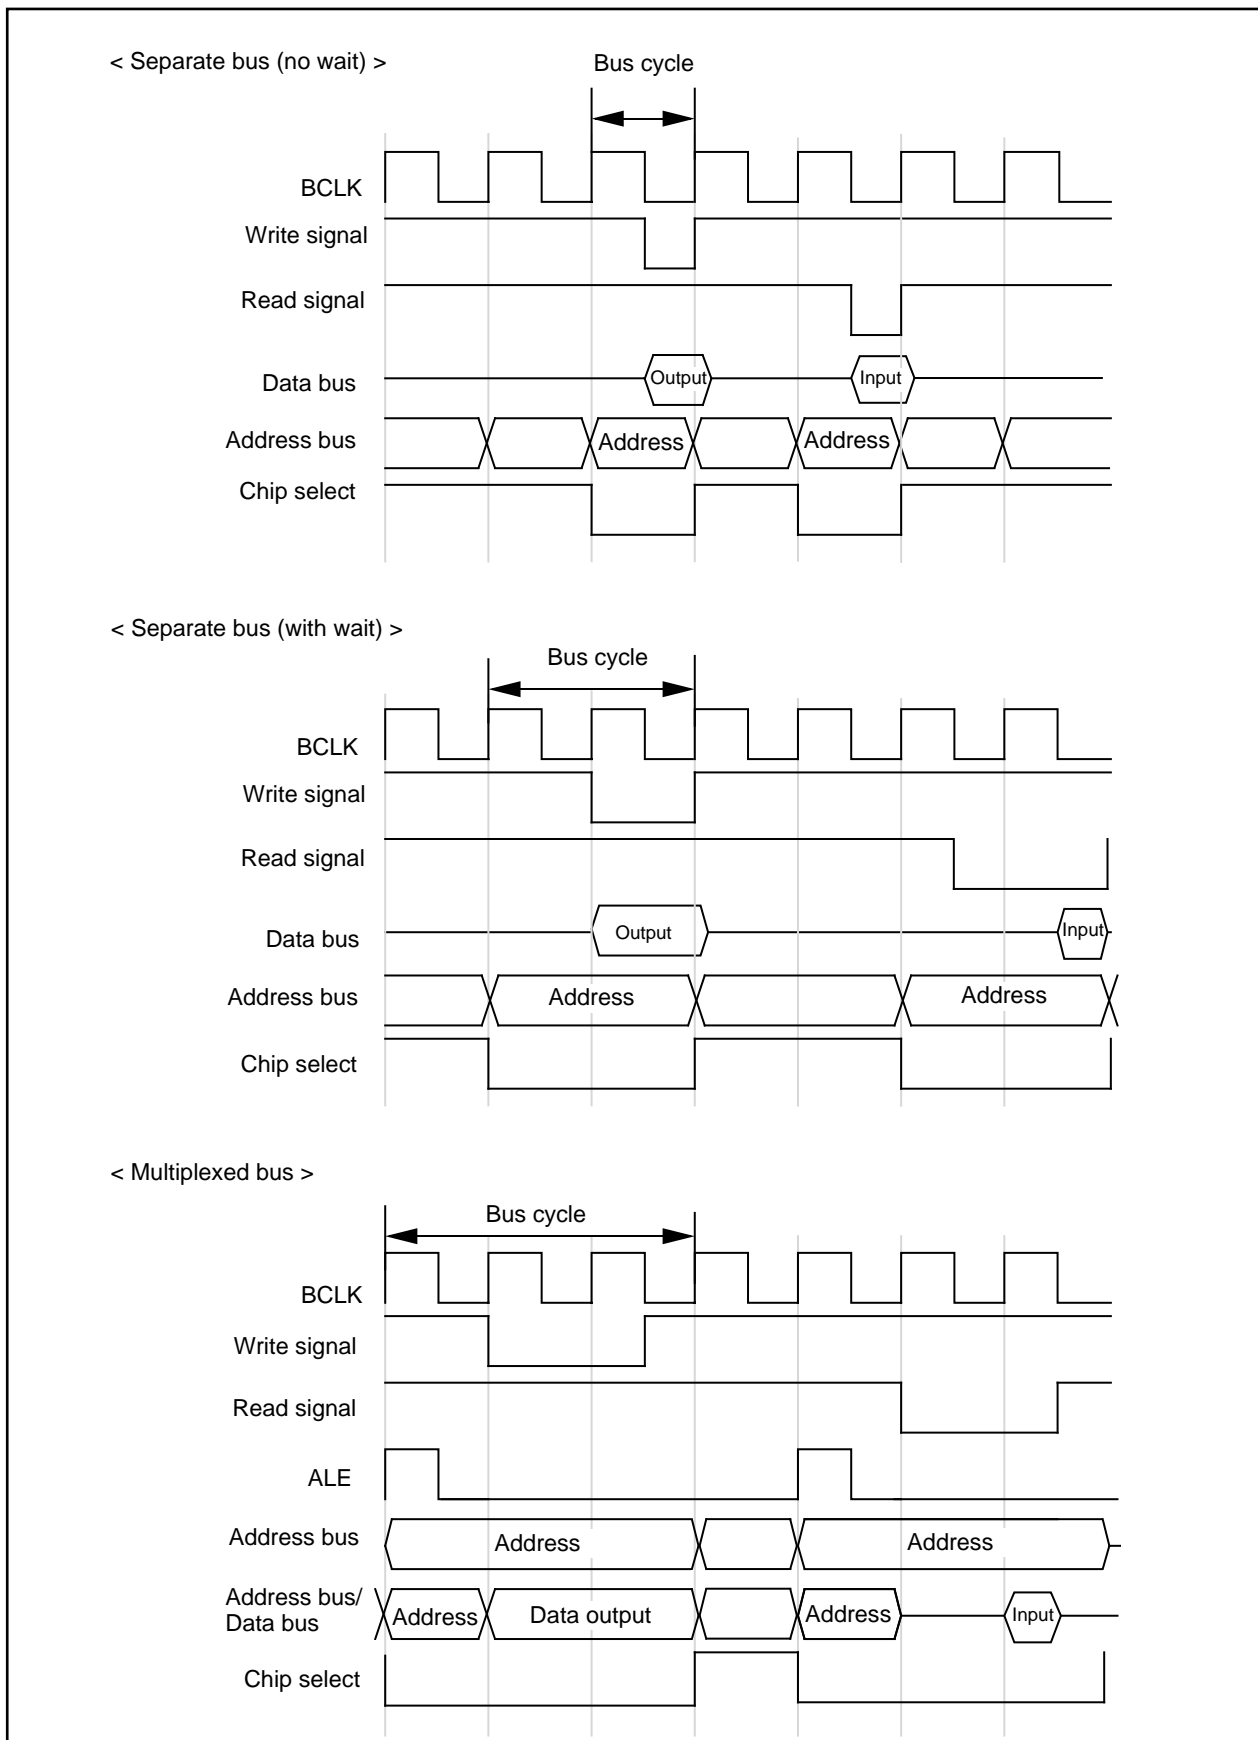 < Separate bus (no wait) >
Bus cycle
BCLK
Write signal
Read signal
Data bus
Output
Input
Address bus
Address
Address
Chip select
< Separate bus (with wait) >
Bus cycle
BCLK
Write signal
Read signal
Data bus
Output
Input
Address bus
Address
Address
Chip select
< Multiplexed bus >
Bus cycle
BCLK
Write signal
Read signal
ALE
Address bus
Address
Address
Address bus/
Data bus
Address
Data output
Address
Input
Chip select